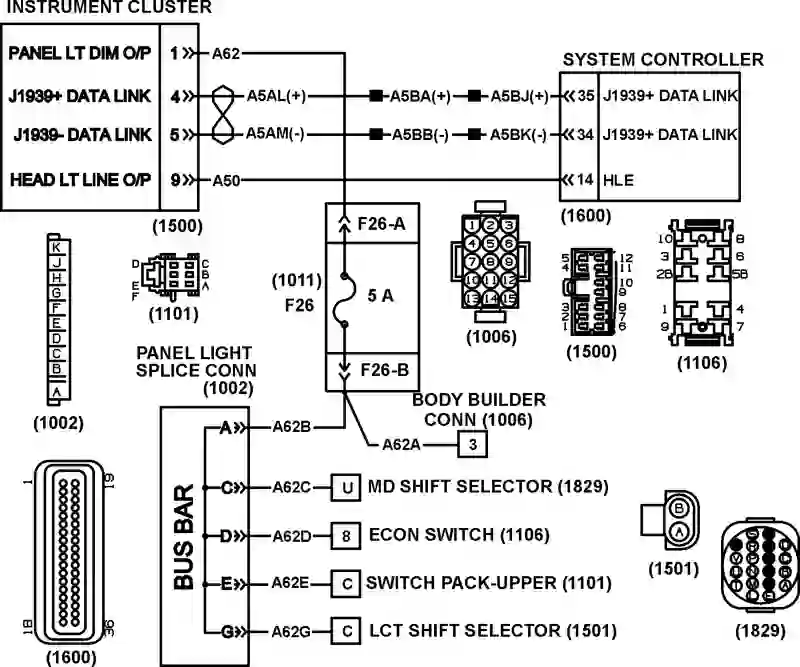 INSTRUMENT CLUSTER
PANEL LT DIM O/P 1 A62
SYSTEM CONTROLLER
J1939+ DATA LINK 4 A5AL(+) A5BA(+) A5BJ(+) 35 J1939+ DATA LINK
J1939- DATA LINK 5 A5AM(-) A5BB(-) A5BK(-) 34 J1939+ DATA LINK
HEAD LT LINE O/P 9 A50 14 HLE
(1500)
(1600)
F26-A
(1011)
F26
5 A
F26-B
K
J
H
G
F
E
D
C
B
A
(1002)
D C
B
E A
F
(1101)
1 2 3
4 5 6
7 8 9
10 11 12
13 14 15
(1006)
5 12
4 11
10
9
3 8
2 7
1 6
(1500)
10 8
3 6
2B 5B
1 4
9 7
(1106)
PANEL LIGHT
SPLICE CONN
(1002)
BODY BUILDER
CONN (1006)
BUS BAR
A A62B
A62A 3
C A62C U MD SHIFT SELECTOR (1829)
D A62D 8 ECON SWITCH (1106)
E A62E C SWITCH PACK-UPPER (1101)
G A62G C LCT SHIFT SELECTOR (1501)
1 19
18 36
(1600)
B
A
(1501)
(1829)